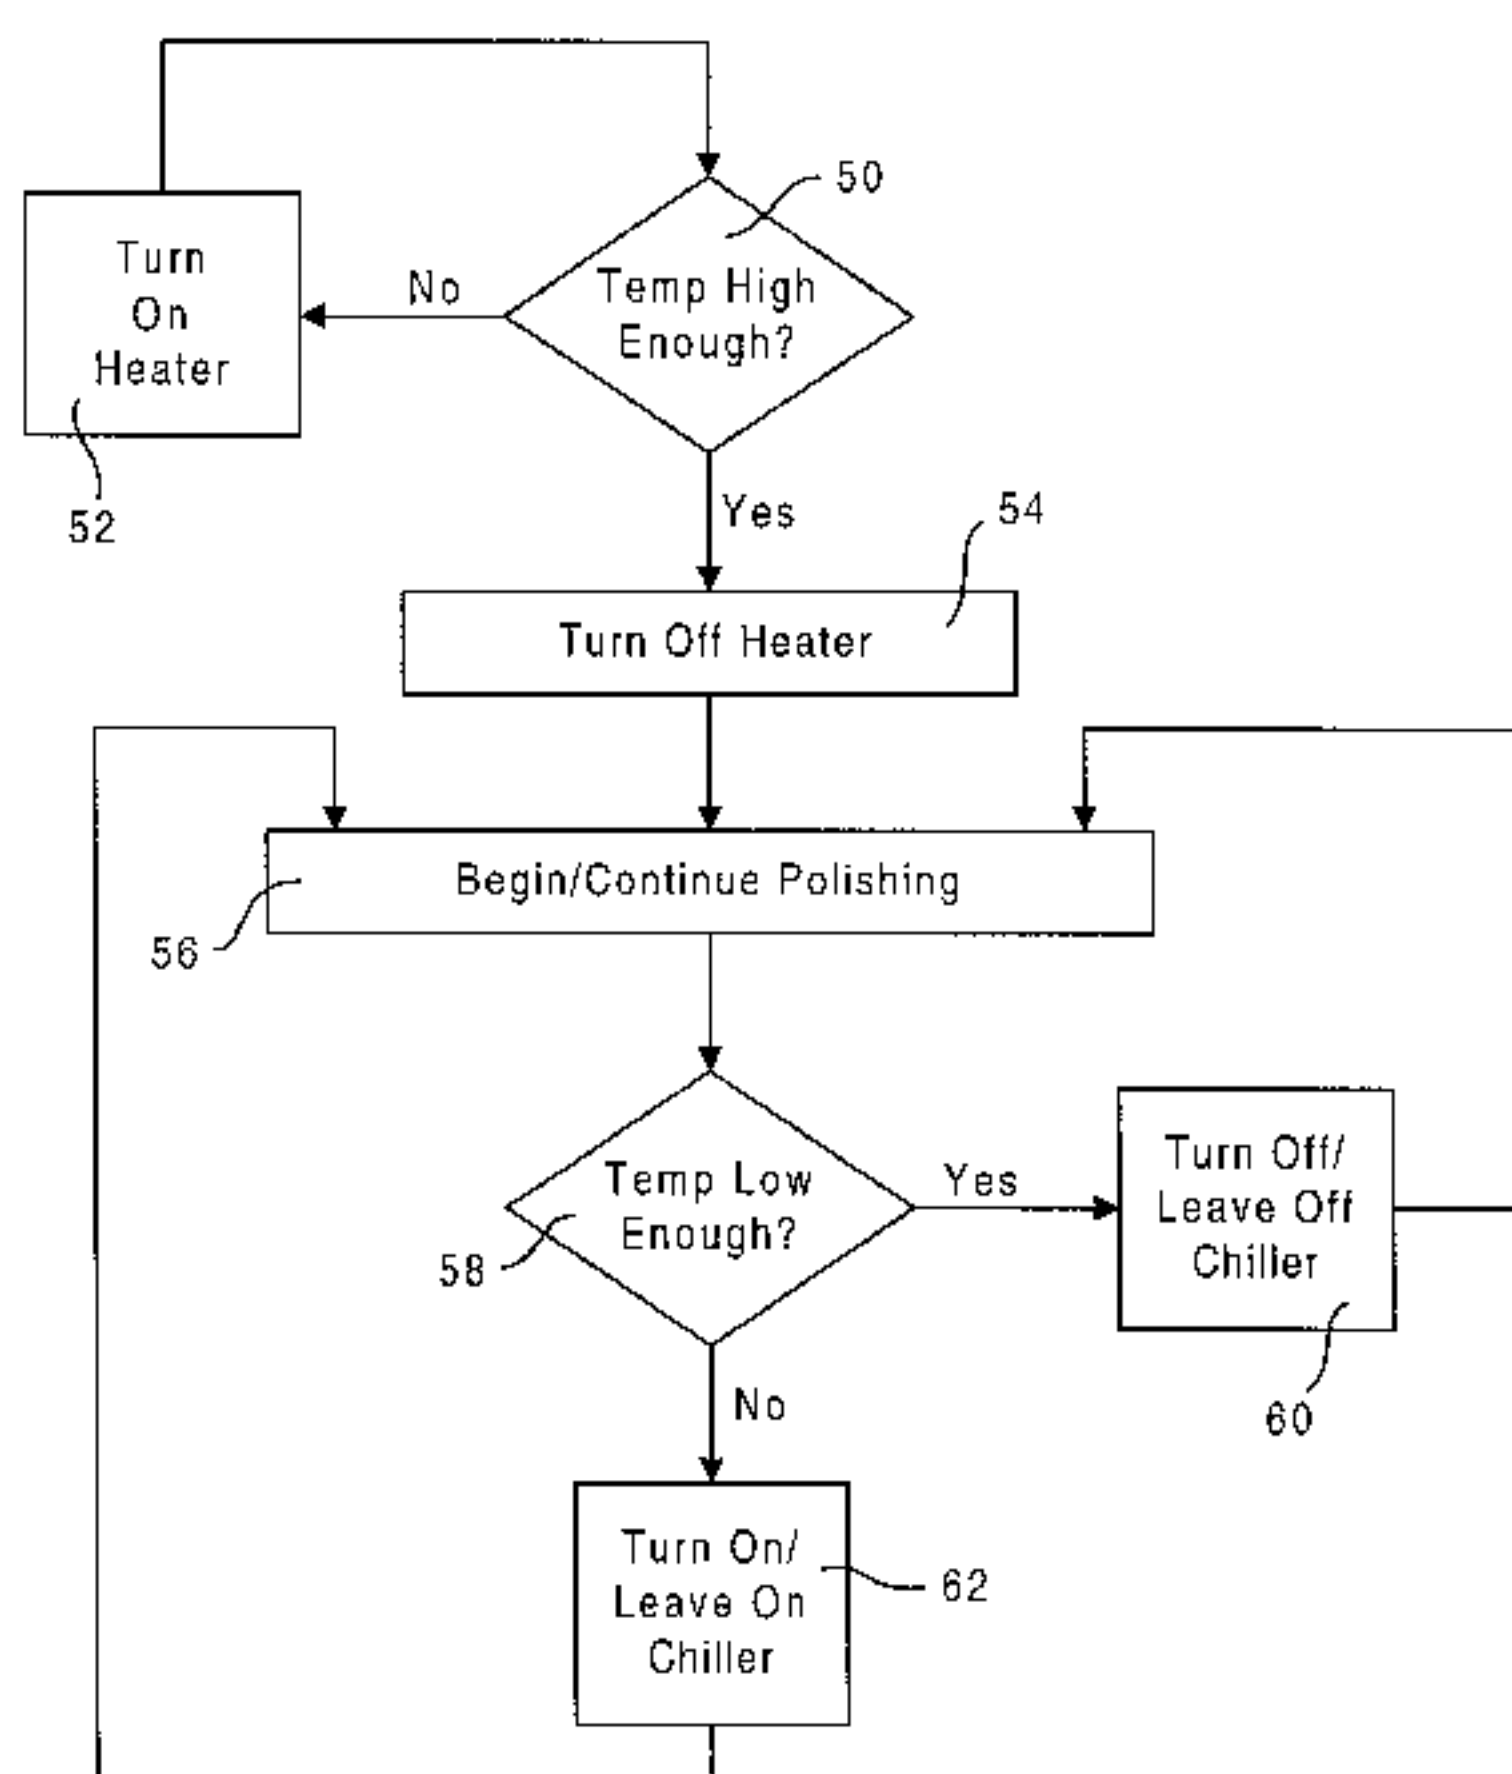 50
Turn
On
Heater
No
Temp High
Enough?
52
Yes
54
Turn Off Heater
Begin/Continue Polishing
56
Temp Low
Enough?
58
Yes
Turn Off/
Leave Off
Chiller
60
No
Turn On/
Leave On
Chiller
62